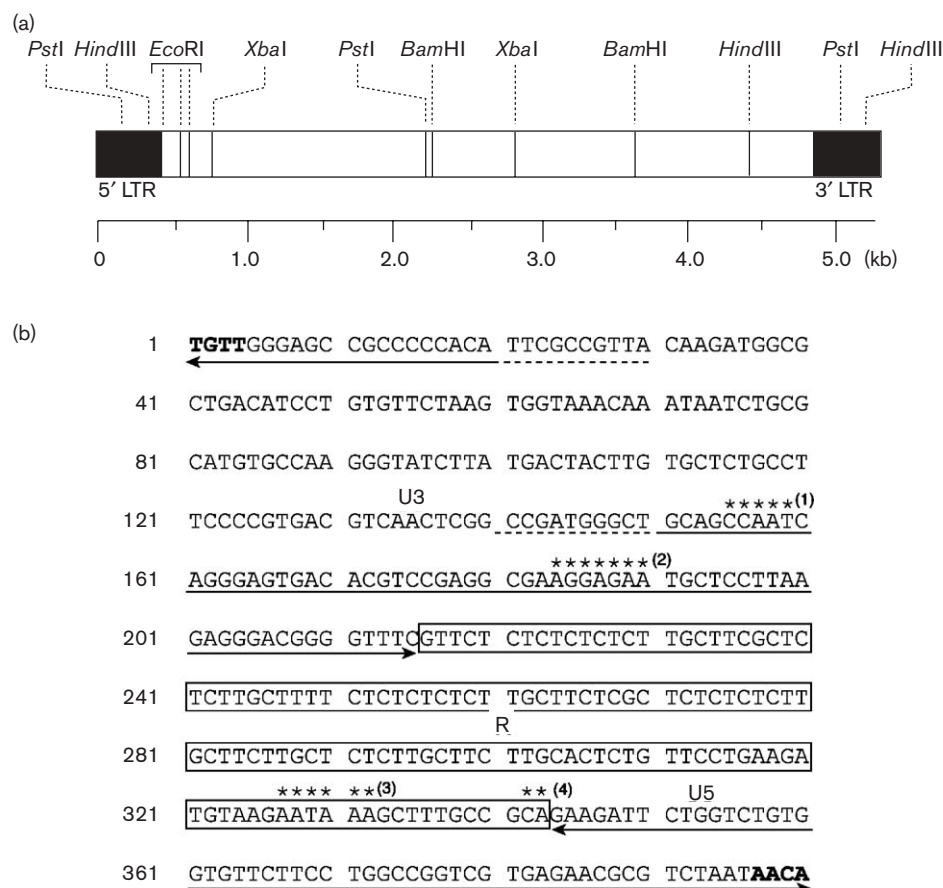 (a)
PstI HindIII EcoRI XbaI PstI BamHI XbaI BamHI HindIII PstI HindIII
5′ LTR 3′ LTR
0 1.0 2.0 3.0 4.0 5.0 (kb)
(b)
1 TGTTGGGAGC CGCCCCCACA TTCGCCGTTA CAAGATGGCG
41 CTGACATCCT GTGTTCTAAG TGGTAAACAA ATAATCTGCG
81 CATGTGCCAA GGGTATCTTA TGACTACTTG TGCTCTGCCT
U3 *****(1)
121 TCCCCGTGAC GTCAACTCGG CCGATGGGCT GCAGCCAATC
*******(2)
161 AGGGAGTGAC ACGTCCGAGG CGAAGGAGAA TGCTCCTTAA
201 GAGGGACGGG GTTTCGTTCT CTCTCTCTCT TGCTTCGCTC
241 TCTTGCTTTT CTCTCTCTCT TGCTTCTCGC TCTCTCTCTT
R
281 GCTTCTTGCT CTCTTGCTTC TTGCACTCTG TTCCTGAAGA
**** **(3) **(4) U5
321 TGTAAGAATA AAGCTTTGCC GCAGAAGATT CTGGTCTGTG
361 GTGTTCTTCC TGGCCGGTCG TGAGAACGCG TCTAATAACA